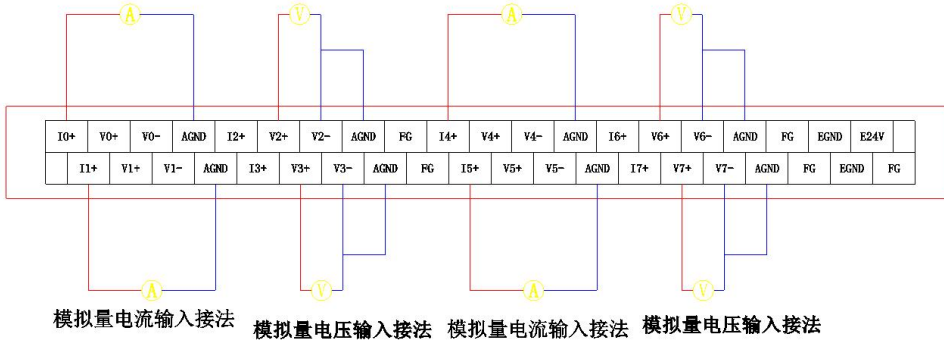 A V A V
I0+ V0+ V0- AGND I2+ V2+ V2- AGND FG I4+ V4+ V4- AGND I6+ V6+ V6- AGND FG EGND E24V
I1+ V1+ V1- AGND I3+ V3+ V3- AGND FG I5+ V5+ V5- AGND I7+ V7+ V7- AGND FG EGND FG
A V A V
模拟量电流输入接法 模拟量电压输入接法 模拟量电流输入接法 模拟量电压输入接法